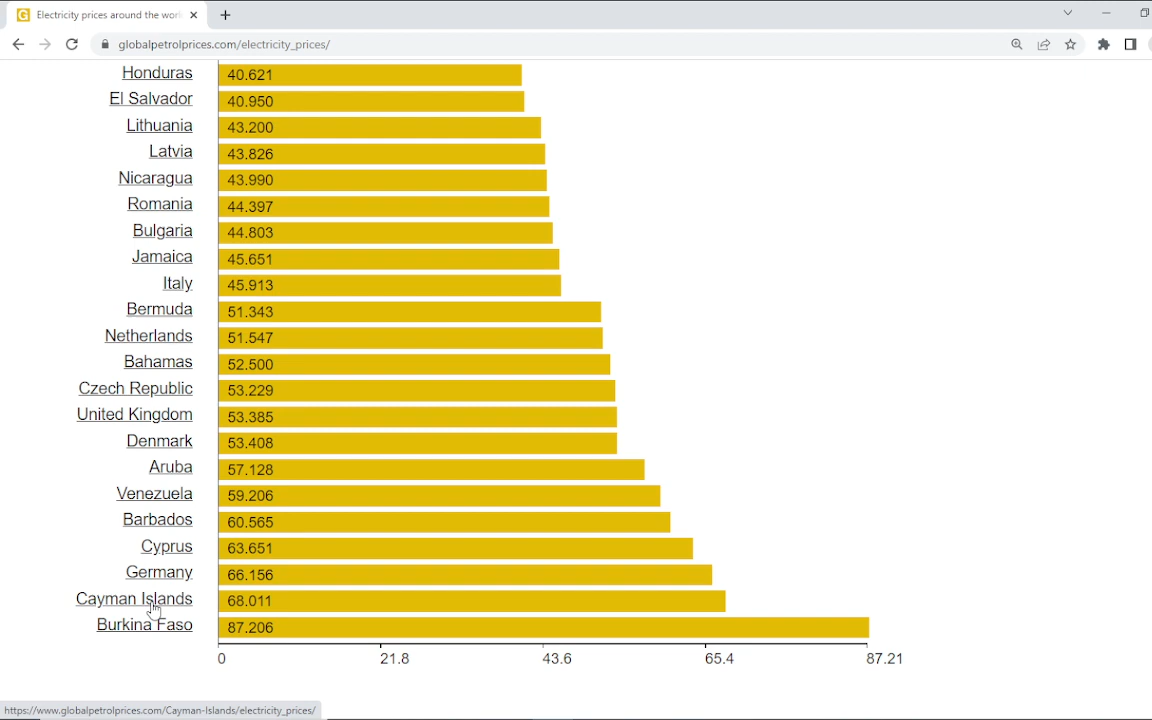 Electricity prices around the worl
globalpetrolprices.com/electricity_prices/
Honduras 40.621
El Salvador 40.950
Lithuania 43.200
Latvia 43.826
Nicaragua 43.990
Romania 44.397
Bulgaria 44.803
Jamaica 45.651
Italy 45.913
Bermuda 51.343
Netherlands 51.547
Bahamas 52.500
Czech Republic 53.229
United Kingdom 53.385
Denmark 53.408
Aruba 57.128
Venezuela 59.206
Barbados 60.565
Cyprus 63.651
Germany 66.156
Cayman Islands 68.011
Burkina Faso 87.206
0 21.8 43.6 65.4 87.21
https://www.globalpetrolprices.com/Cayman-Islands/electricity_prices/